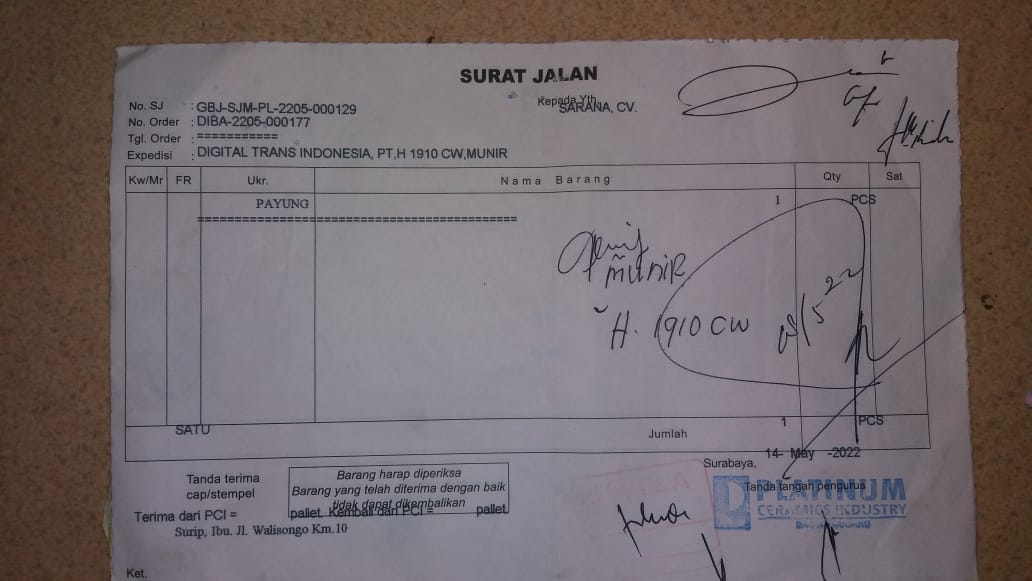 SURAT JALAN
Kepada Yth.
SARANA, CV.
No. SJ : GBJ-SJM-PL-2205-000129
No. Order : DIBA-2205-000177
Tgl. Order : ===========
Expedisi : DIGITAL TRANS INDONESIA, PT,H 1910 CW,MUNIR
Kw/Mr FR Ukr. Nama Barang Qty Sat
PAYUNG 1 PCS
===========================================
MUNIR
H. 1910 CW
SATU
Jumlah 1 PCS
Surabaya, 14- May -2022
Tanda tangan pengurus
PLATINUM
CERAMICS INDUSTRY
Tanda terima
cap/stempel
Barang harap diperiksa
Barang yang telah diterima dengan baik
tidak dapat dikembalikan
Terima dari PCI = pallet. Kembali dari PCI = pallet
Surip, Ibu. Jl. Walisongo Km.10
Ket.